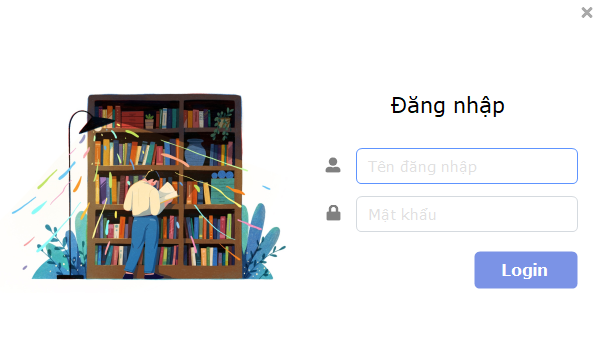 Đăng nhập
Tên đăng nhập
Mật khẩu
Login